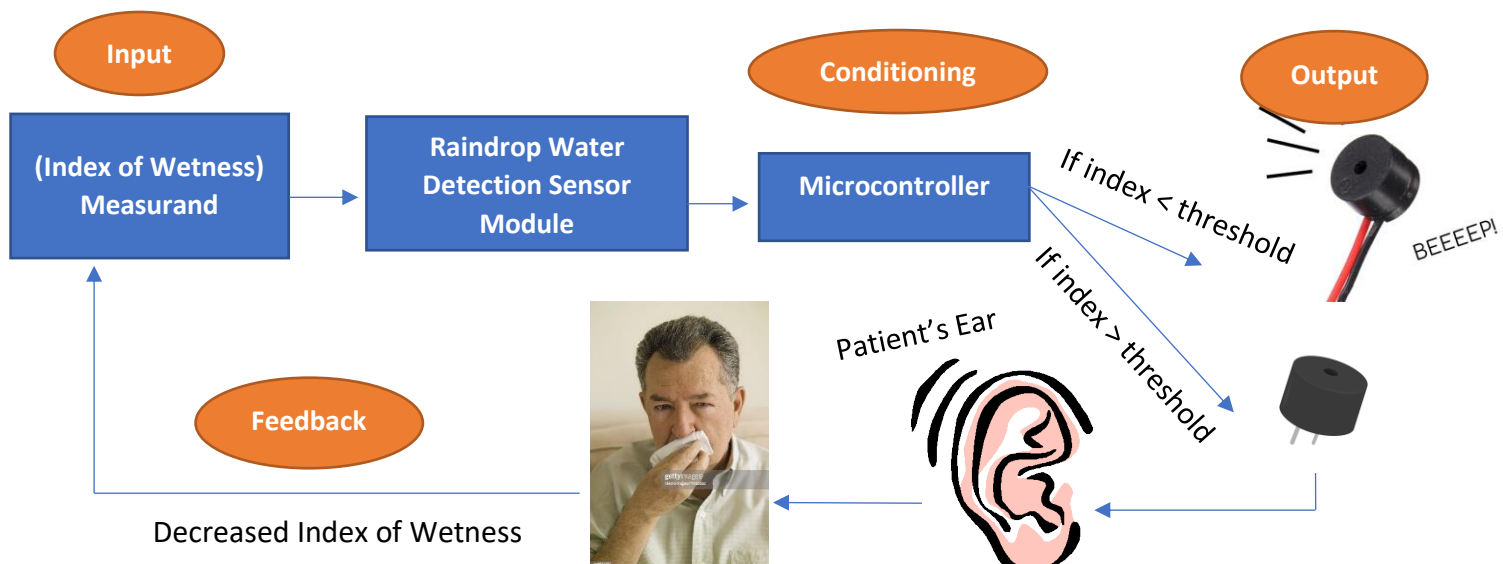 Input
Conditioning
Output
(Index of Wetness)
Measurand
Raindrop Water
Detection Sensor
Module
Microcontroller
If index < threshold
BEEEEP!
If index > threshold
Patient's Ear
Feedback
gettyimages
Decreased Index of Wetness